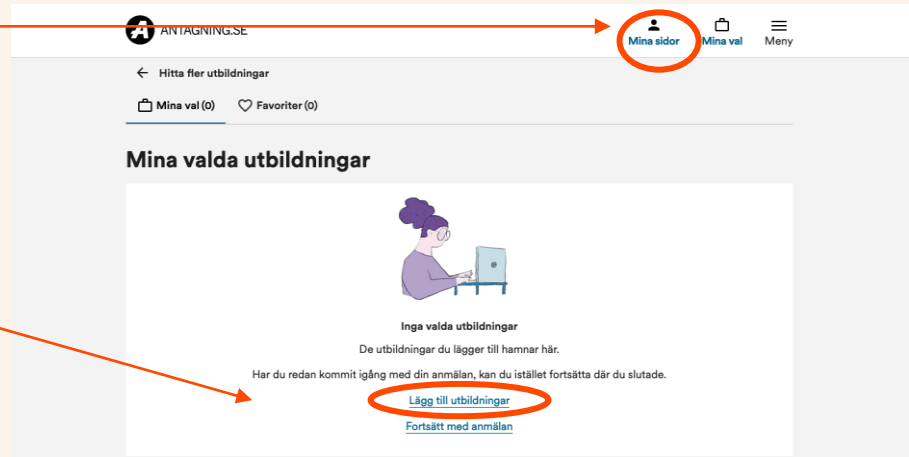 ANTAGNING.SE
Mina sidor
Mina val
Meny
Hitta fler utbildningar
Mina val (0)
Favoriter (0)
Mina valda utbildningar
Inga valda utbildningar
De utbildningar du lägger till hamnar här.
Har du redan kommit igång med din anmälan, kan du istället fortsätta där du slutade.
Lägg till utbildningar
Fortsätt med anmälan